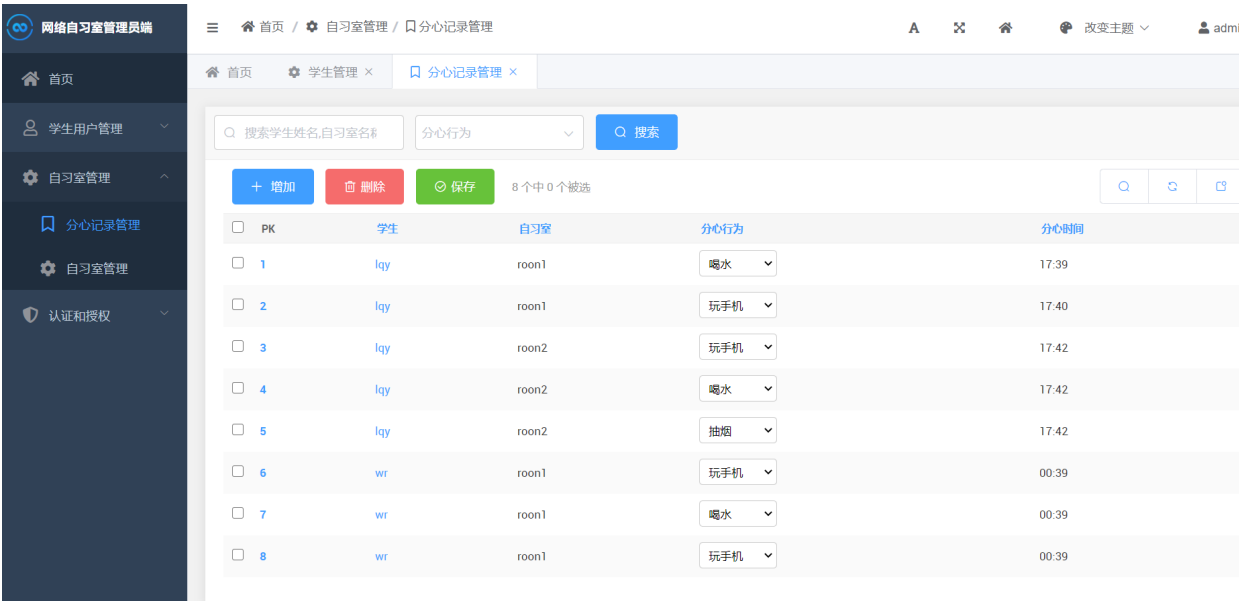 网络自习室管理员端
首页 / 自习室管理 / 分心记录管理
A 改变主题 admi
首页
学生用户管理
自习室管理
分心记录管理
自习室管理
认证和授权
首页 学生管理 × 分心记录管理 ×
搜索学生姓名,自习室名称 分心行为 搜索
+ 增加 删除 保存 8 个中 0 个被选
PK 学生 自习室 分心行为 分心时间
1 lqy roon1 喝水 17:39
2 lqy roon1 玩手机 17:40
3 lqy roon2 玩手机 17:42
4 lqy roon2 喝水 17:42
5 lqy roon2 抽烟 17:42
6 wr roon1 玩手机 00:39
7 wr roon1 喝水 00:39
8 wr roon1 玩手机 00:39